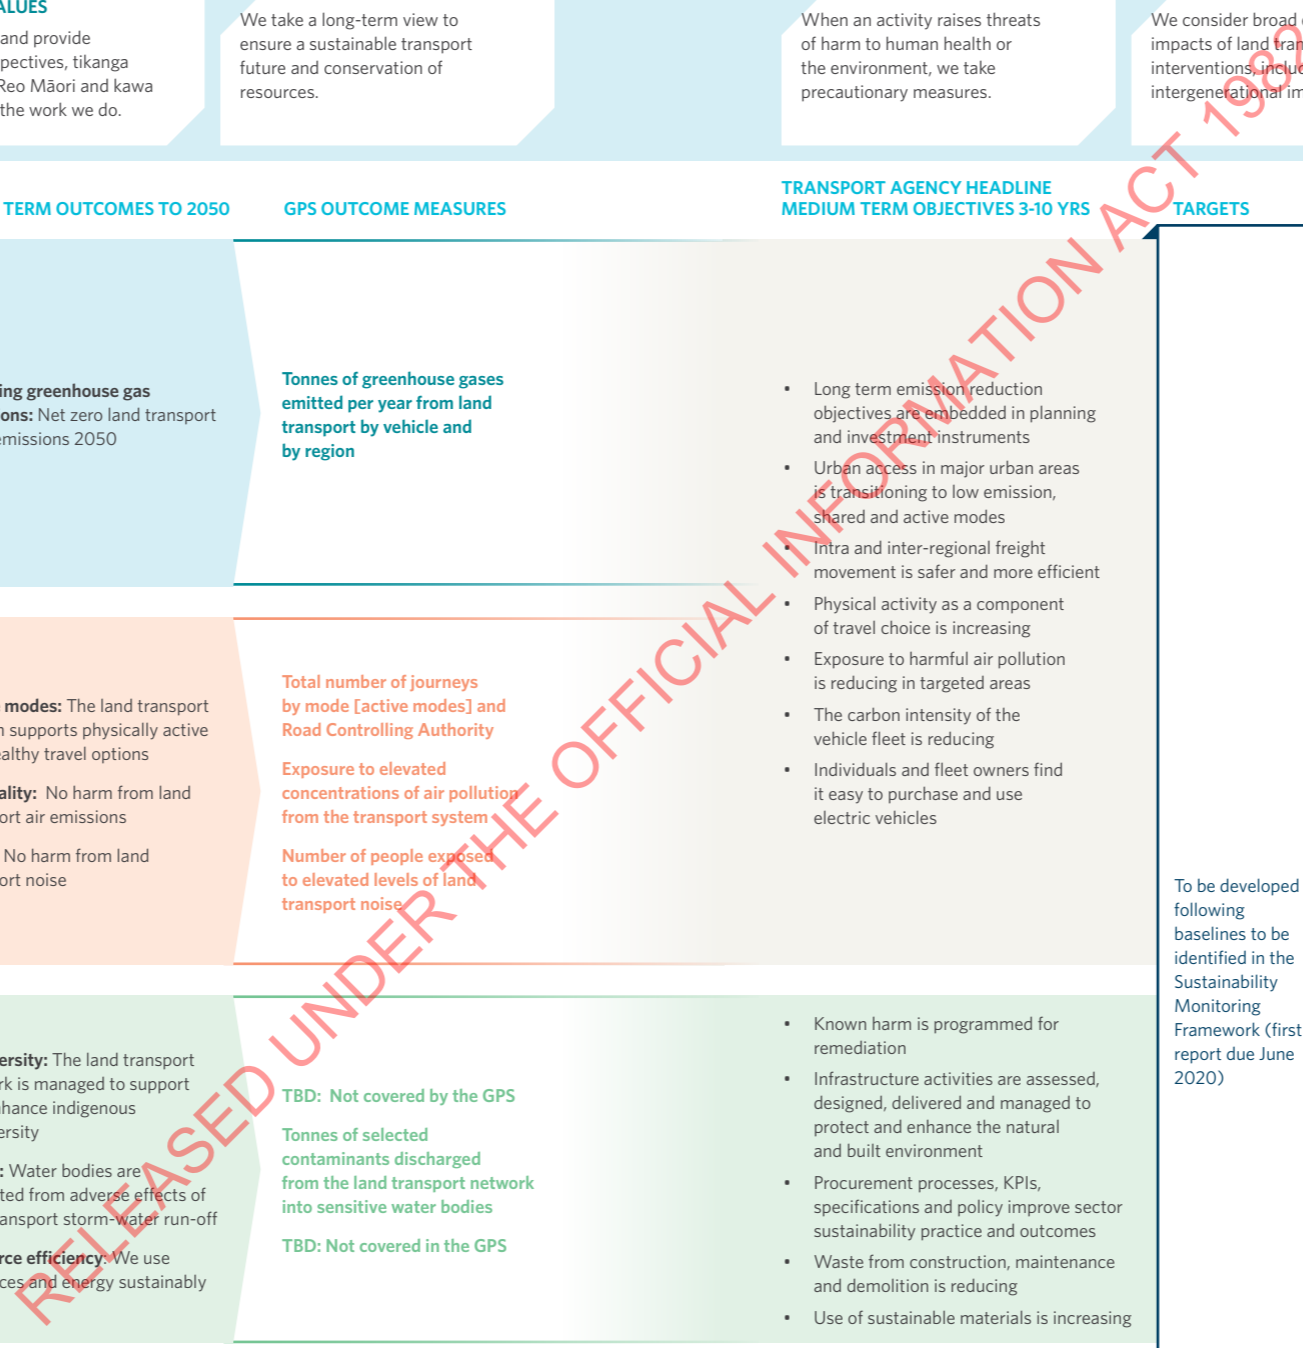 ALUES
and provide
pectives, tikanga
Reo Māori and kawa
the work we do.
We take a long-term view to
ensure a sustainable transport
future and conservation of
resources.
When an activity raises threats
of harm to human health or
the environment, we take
precautionary measures.
We consider broad
impacts of land tran
interventions, includ
intergenerational im
TERM OUTCOMES TO 2050
GPS OUTCOME MEASURES
TRANSPORT AGENCY HEADLINE
MEDIUM TERM OBJECTIVES 3-10 YRS
TARGETS
ing greenhouse gas
ons: Net zero land transport
emissions 2050
Tonnes of greenhouse gases
emitted per year from land
transport by vehicle and
by region
• Long term emission reduction
objectives are embedded in planning
and investment instruments
• Urban access in major urban areas
is transitioning to low emission,
shared and active modes
• Intra and inter-regional freight
movement is safer and more efficient
• Physical activity as a component
of travel choice is increasing
• Exposure to harmful air pollution
is reducing in targeted areas
• The carbon intensity of the
vehicle fleet is reducing
• Individuals and fleet owners find
it easy to purchase and use
electric vehicles
modes: The land transport
n supports physically active
ealthy travel options
ality: No harm from land
ort air emissions
No harm from land
ort noise
Total number of journeys
by mode [active modes] and
Road Controlling Authority
Exposure to elevated
concentrations of air pollution
from the transport system
Number of people exposed
to elevated levels of land
transport noise
To be developed
following
baselines to be
identified in the
Sustainability
Monitoring
Framework (first
report due June
2020)
ersity: The land transport
rk is managed to support
nhance indigenous
ersity
: Water bodies are
ted from adverse effects of
ansport storm-water run-off
rce efficiency: We use
ces and energy sustainably
TBD: Not covered by the GPS
Tonnes of selected
contaminants discharged
from the land transport network
into sensitive water bodies
TBD: Not covered in the GPS
• Known harm is programmed for
remediation
• Infrastructure activities are assessed,
designed, delivered and managed to
protect and enhance the natural
and built environment
• Procurement processes, KPIs,
specifications and policy improve sector
sustainability practice and outcomes
• Waste from construction, maintenance
and demolition is reducing
• Use of sustainable materials is increasing
RELEASED UNDER THE OFFICIAL INFORMATION ACT 1982